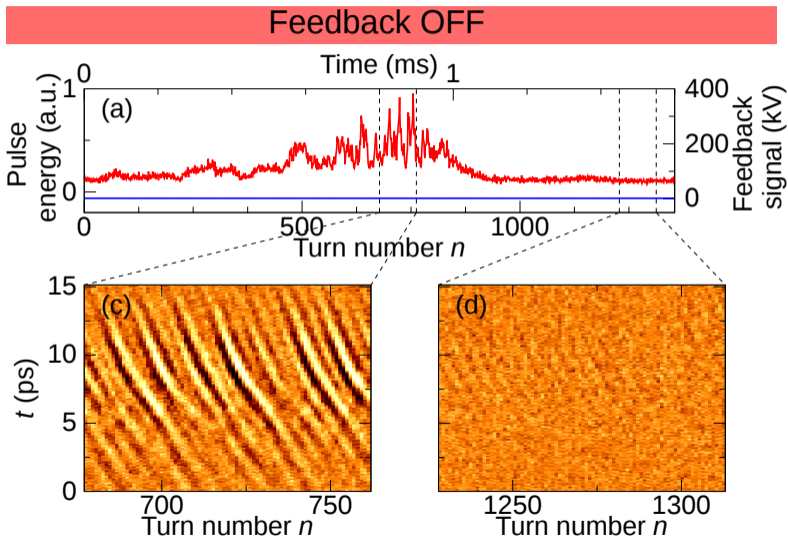 Feedback OFF
Time (ms)
0 1
Pulse
energy (a.u.)
1
0
(a)
400
200
0
Feedback
signal (kV)
0 500 1000
Turn number n
15
10
5
0
t (ps)
(c)
(d)
700 750
Turn number n
1250 1300
Turn number n